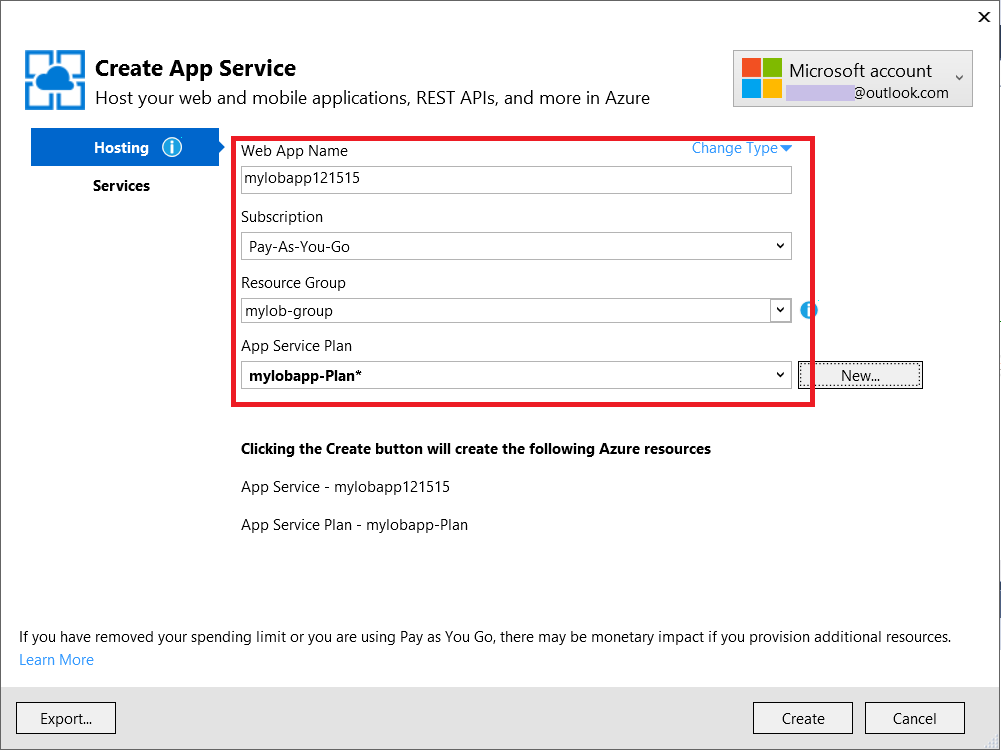 Create App Service
Host your web and mobile applications, REST APIs, and more in Azure
Microsoft account
@outlook.com
Hosting
Services
Web App Name
Change Type
mylobapp121515
Subscription
Pay-As-You-Go
Resource Group
mylob-group
App Service Plan
mylobapp-Plan*
New...
Clicking the Create button will create the following Azure resources
App Service - mylobapp121515
App Service Plan - mylobapp-Plan
If you have removed your spending limit or you are using Pay as You Go, there may be monetary impact if you provision additional resources.
Learn More
Export...
Create
Cancel